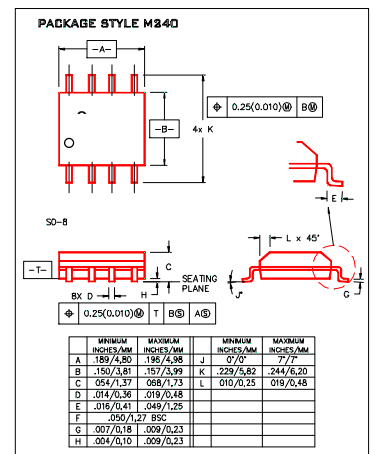 PACKAGE STYLE M240
-A-
0.25(0.010)Ⓜ BⓂ
-B-
4x K
E
SO-8
L x 45°
-T-
C
SEATING
PLANE
8X D
H
J°
G
0.25(0.010)Ⓜ T BⓈ AⓈ
MINIMUM MAXIMUM MINIMUM MAXIMUM
INCHES/MM INCHES/MM INCHES/MM INCHES/MM
A .189/4,80 .196/4,98 J 0°/0° 7°/7°
B .150/3,81 .157/3,99 K .229/5,82 .244/6,20
C .054/1,37 .068/1,73 L .010/0,25 .019/0,48
D .014/0,36 .019/0,48
E .016/0,41 .049/1,25
F .050/1,27 BSC
G .007/0,18 .009/0,23
H .004/0,10 .009/0,23